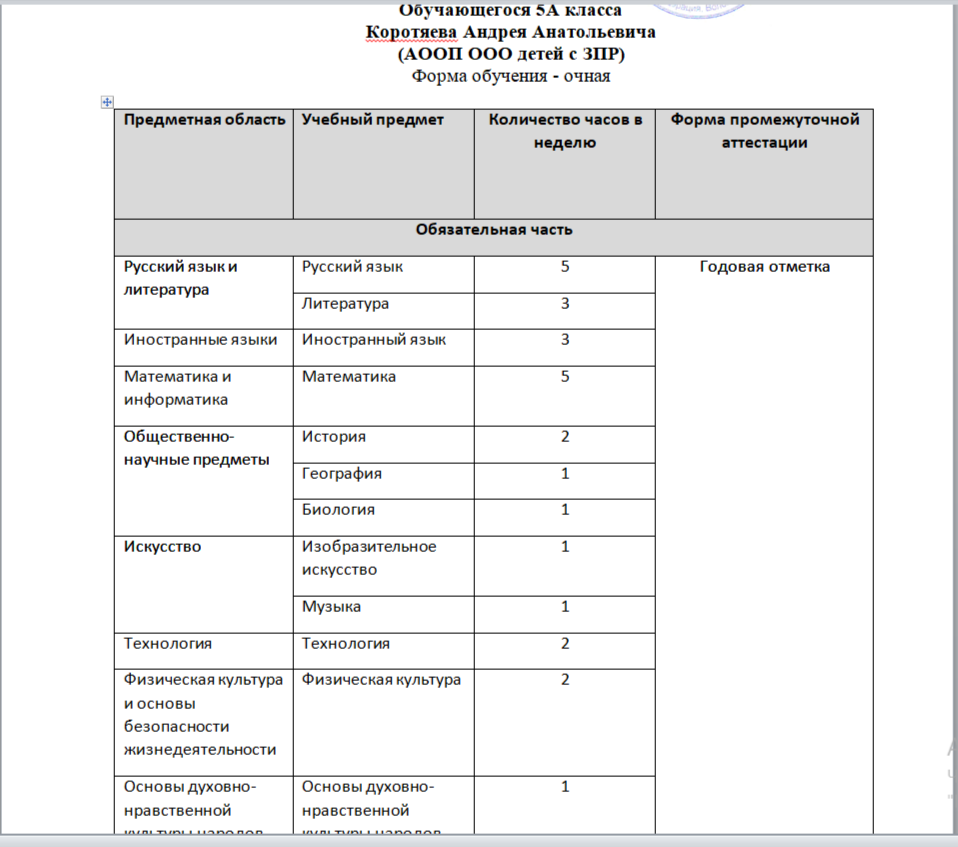 Обучающегося 5А класса
Коротяева Андрея Анатольевича
(АООП ООО детей с ЗПР)
Форма обучения - очная
Предметная область Учебный предмет Количество часов в Форма промежуточной
неделю аттестации
Обязательная часть
Русский язык и Русский язык 5 Годовая отметка
литература
Литература 3
Иностранные языки Иностранный язык 3
Математика и Математика 5
информатика
Общественно- История 2
научные предметы
География 1
Биология 1
Искусство Изобразительное 1
искусство
Музыка 1
Технология Технология 2
Физическая культура Физическая культура 2
и основы
безопасности
жизнедеятельности
Основы духовно- Основы духовно- 1
нравственной нравственной
культуры народов культуры народов